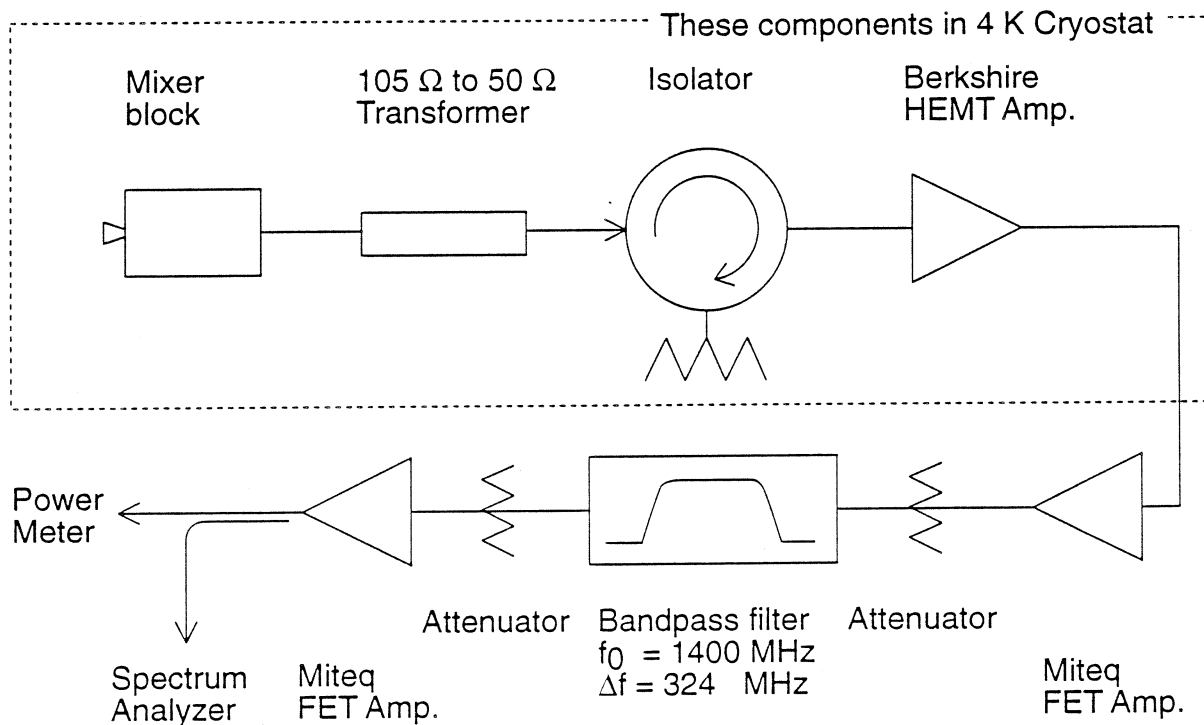 These components in 4 K Cryostat
Mixer
block
105 Ω to 50 Ω
Transformer
Isolator
Berkshire
HEMT Amp.
Power
Meter
Attenuator
Bandpass filter
f0 = 1400 MHz
Δf = 324 MHz
Attenuator
Spectrum
Analyzer
Miteq
FET Amp.
Miteq
FET Amp.